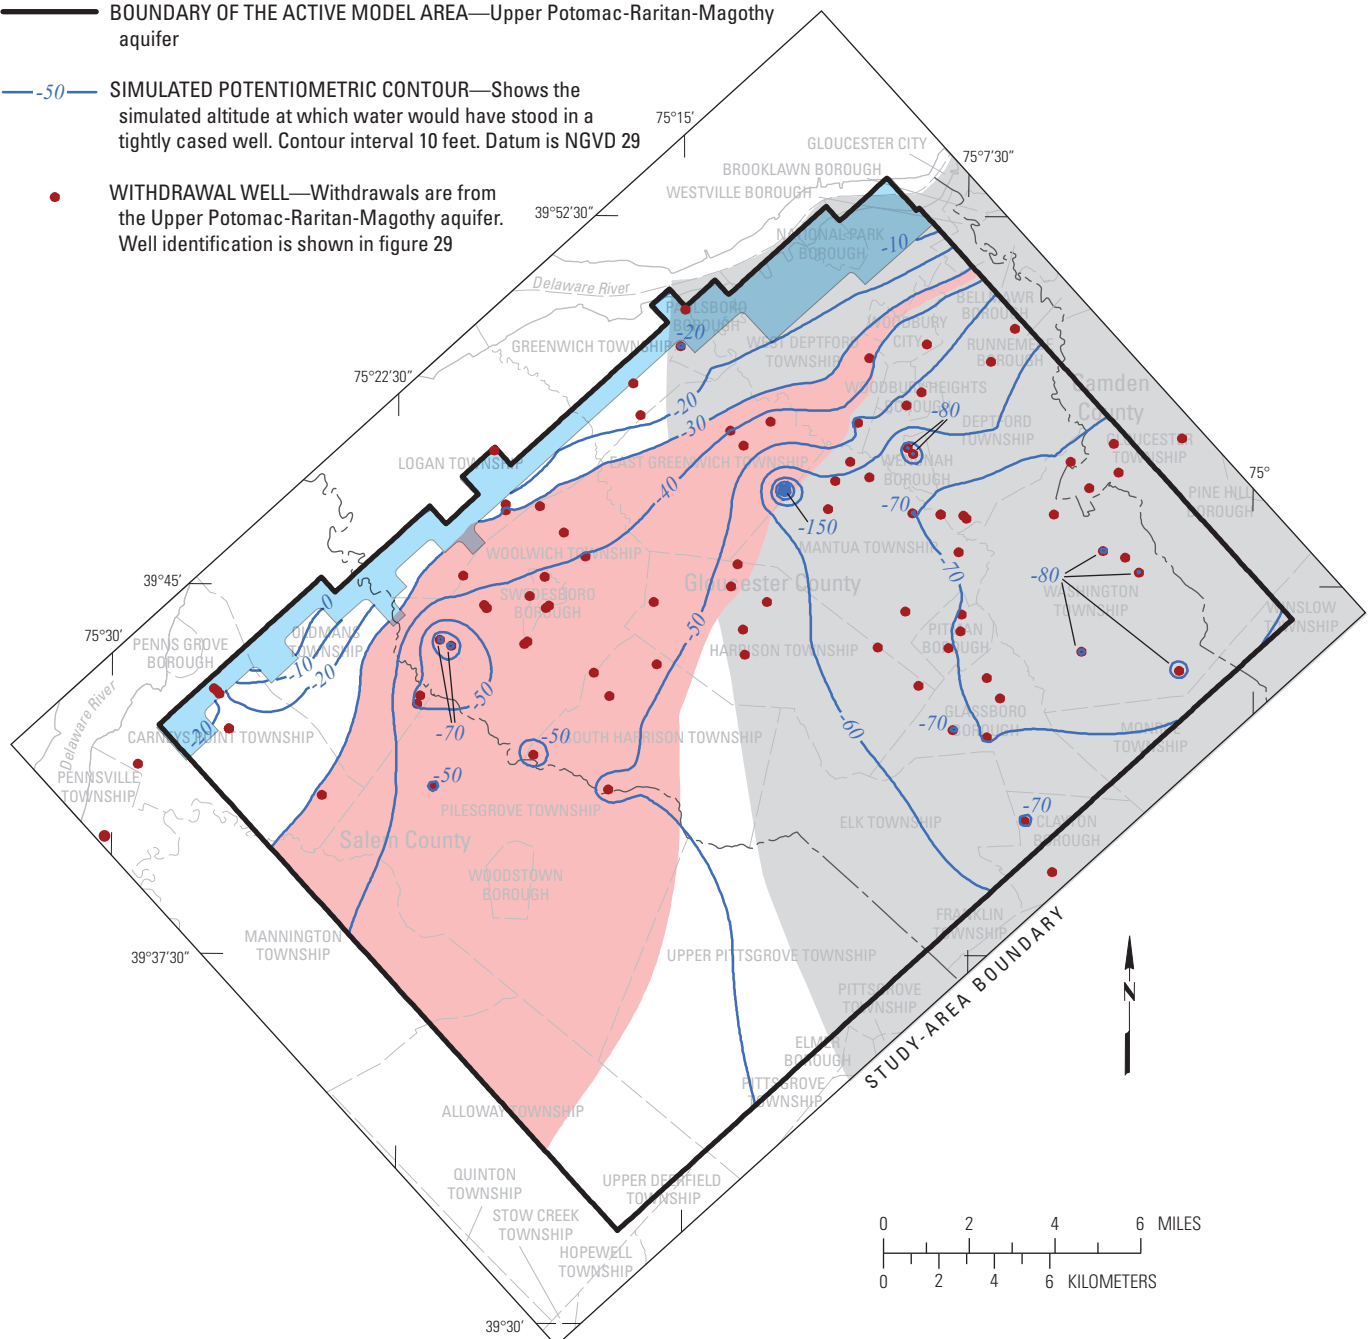 BOUNDARY OF THE ACTIVE MODEL AREA—Upper Potomac-Raritan-Magothy
aquifer
-50
SIMULATED POTENTIOMETRIC CONTOUR—Shows the
simulated altitude at which water would have stood in a
tightly cased well. Contour interval 10 feet. Datum is NGVD 29
WITHDRAWAL WELL—Withdrawals are from
the Upper Potomac-Raritan-Magothy aquifer.
Well identification is shown in figure 29
75°15'
75°7'30"
GLOUCESTER CITY
BROOKLAWN BOROUGH
WESTVILLE BOROUGH
39°52'30"
NATIONAL PARK
BOROUGH
-10
Delaware River
PAULSBORO
BOROUGH
-20
BELLMAWR
BOROUGH
WOODBURY
CITY
GREENWICH TOWNSHIP
WEST DEPTFORD
TOWNSHIP
RUNNEMEDE
BOROUGH
75°22'30"
WOODBURY HEIGHTS
BOROUGH
Camden
County
-20
-30
-80
DEPTFORD
TOWNSHIP
GLOUCESTER
TOWNSHIP
LOGAN TOWNSHIP
EAST GREENWICH TOWNSHIP
WENONAH
BOROUGH
75°
-40
-70
PINE HILL
BOROUGH
-150
WOOLWICH TOWNSHIP
MANTUA TOWNSHIP
39°45'
Gloucester County
-70
-80
WASHINGTON
TOWNSHIP
SWEDESBORO
BOROUGH
0
75°30'
OLDMANS
TOWNSHIP
PENNS GROVE
BOROUGH
WINSLOW
TOWNSHIP
-50
PITMAN
BOROUGH
HARRISON TOWNSHIP
-10
-20
-50
Delaware River
-20
CARNEYS POINT TOWNSHIP
-70
-50
SOUTH HARRISON TOWNSHIP
-60
-70
GLASSBORO
BOROUGH
MONROE
TOWNSHIP
PENNSVILLE
TOWNSHIP
-50
PILESGROVE TOWNSHIP
-70
ELK TOWNSHIP
CLAYTON
BOROUGH
Salem County
WOODSTOWN
BOROUGH
FRANKLIN
TOWNSHIP
MANNINGTON
TOWNSHIP
39°37'30"
UPPER PITTSGROVE TOWNSHIP
PITTSGROVE
TOWNSHIP
STUDY-AREA BOUNDARY
N
ELMER
BOROUGH
PITTSGROVE
TOWNSHIP
ALLOWAY TOWNSHIP
QUINTON
TOWNSHIP
UPPER DEERFIELD
TOWNSHIP
STOW CREEK
TOWNSHIP
HOPEWELL
TOWNSHIP
0 2 4 6 MILES
0 2 4 6 KILOMETERS
39°30'